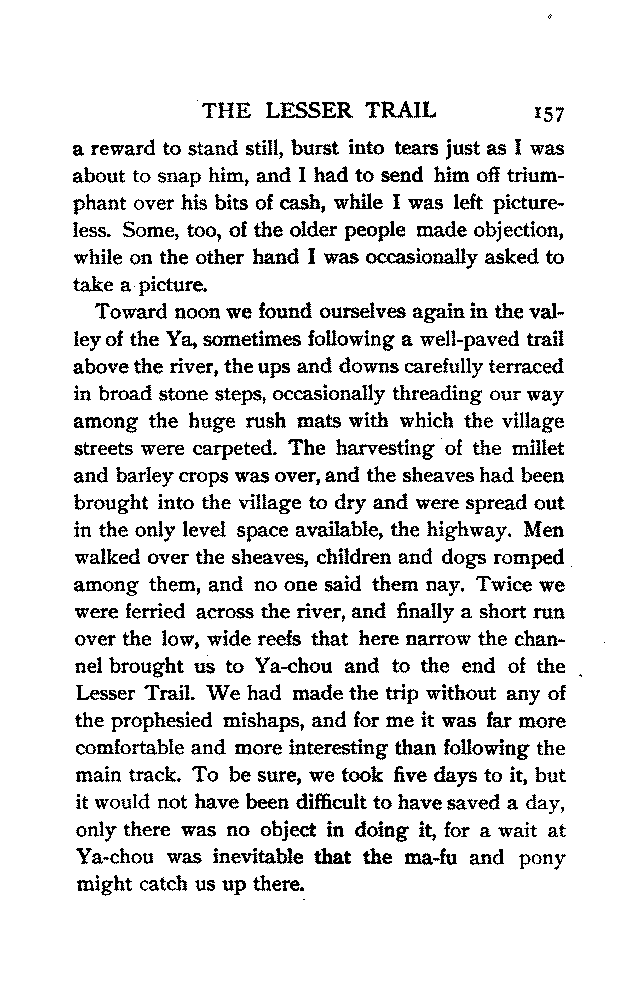 THE LESSER TRAIL 157
a reward to stand still, burst into tears just as I was
about to snap him, and I had to send him off trium-
phant over his bits of cash, while I was left picture-
less. Some, too, of the older people made objection,
while on the other hand I was occasionally asked to
take a picture.
Toward noon we found ourselves again in the val-
ley of the Ya, sometimes following a well-paved trail
above the river, the ups and downs carefully terraced
in broad stone steps, occasionally threading our way
among the huge rush mats with which the village
streets were carpeted. The harvesting of the millet
and barley crops was over, and the sheaves had been
brought into the village to dry and were spread out
in the only level space available, the highway. Men
walked over the sheaves, children and dogs romped
among them, and no one said them nay. Twice we
were ferried across the river, and finally a short run
over the low, wide reefs that here narrow the chan-
nel brought us to Ya-chou and to the end of the
Lesser Trail. We had made the trip without any of
the prophesied mishaps, and for me it was far more
comfortable and more interesting than following the
main track. To be sure, we took five days to it, but
it would not have been difficult to have saved a day,
only there was no object in doing it, for a wait at
Ya-chou was inevitable that the ma-fu and pony
might catch us up there.